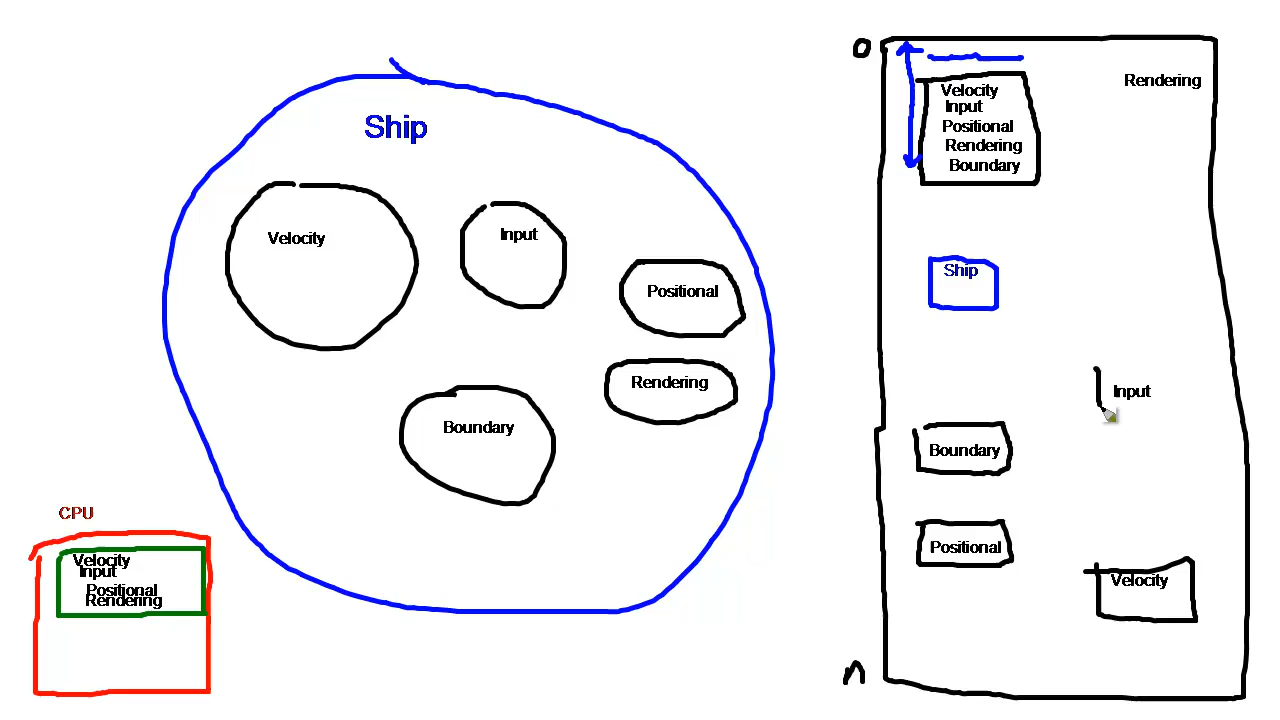 Ship
Velocity
Input
Positional
Rendering
Boundary
CPU
Velocity
Input
Positional
Rendering
0
Rendering
Velocity
Input
Positional
Rendering
Boundary
Ship
Input
Boundary
Positional
Velocity
n